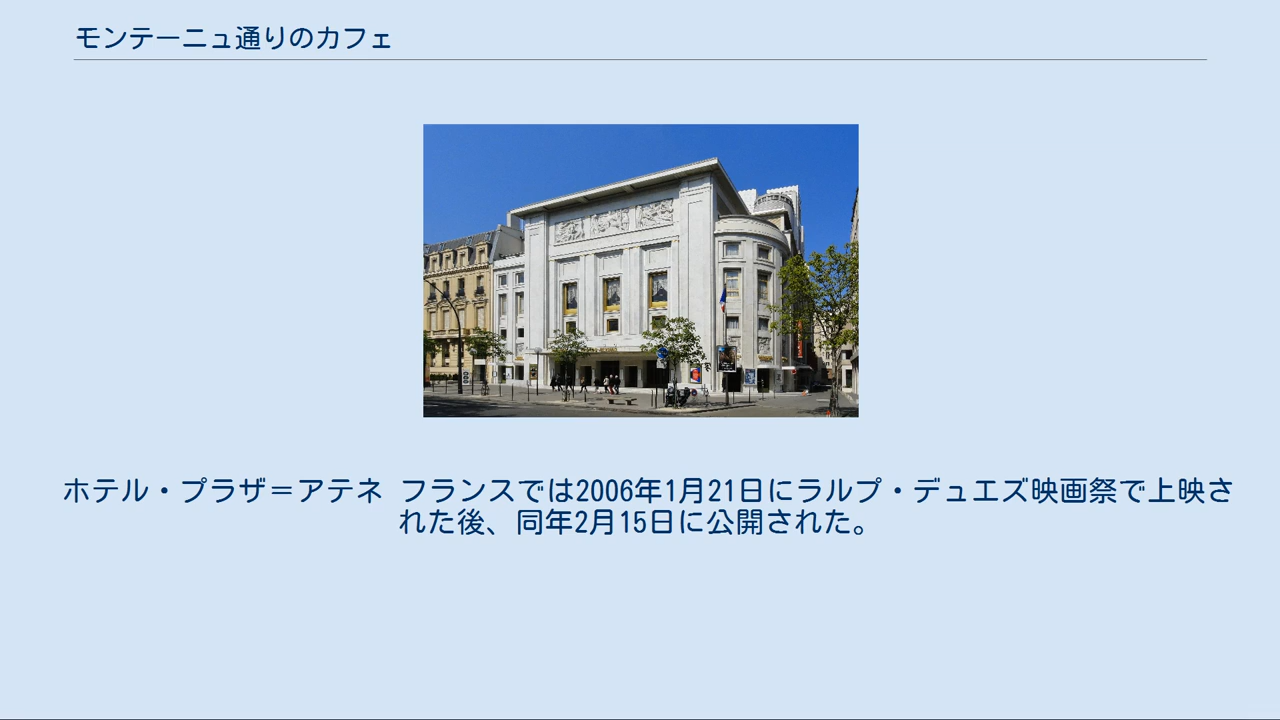 モンテーニュ通りのカフェ
ホテル・プラザ＝アテネ フランスでは2006年1月21日にラルプ・デュエズ映画祭で上映さ
れた後、同年2月15日に公開された。